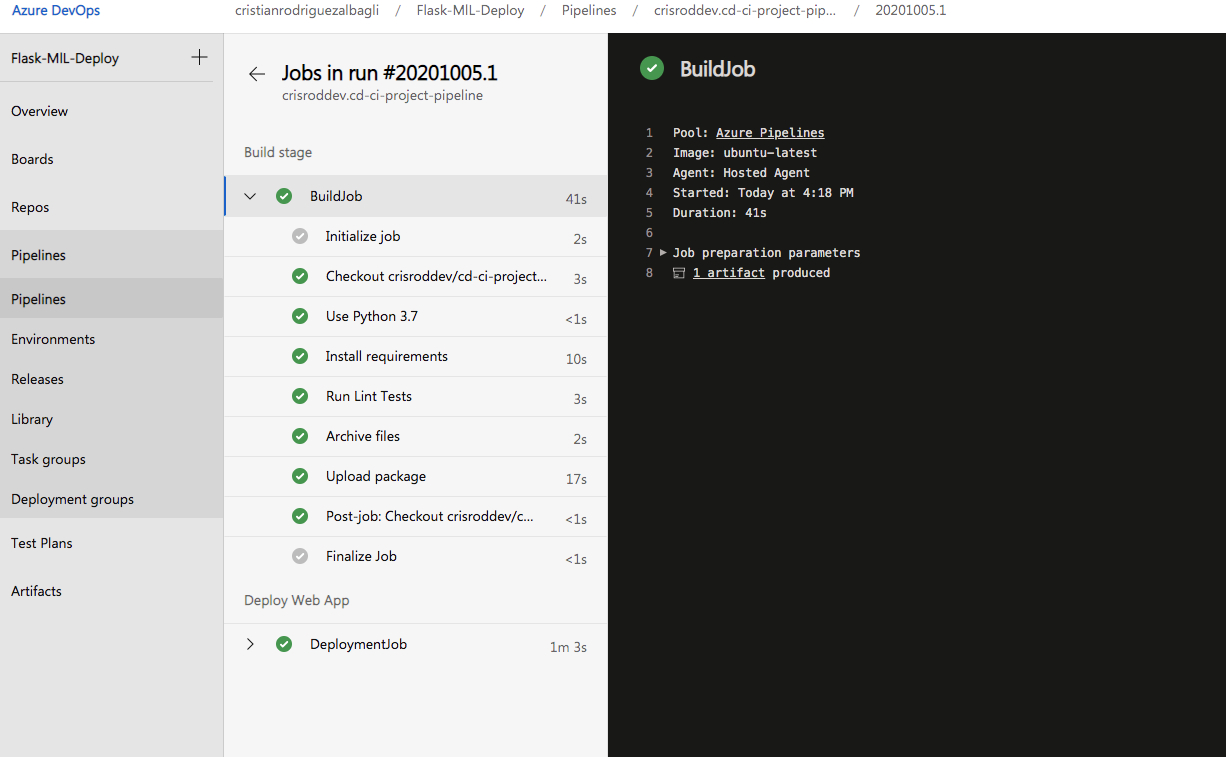 Azure DevOps
cristianrodriguezalbagli / Flask-MIL-Deploy / Pipelines / crisroddev.cd-ci-project-pip... / 20201005.1
Flask-MIL-Deploy
Overview
Boards
Repos
Pipelines
Pipelines
Environments
Releases
Library
Task groups
Deployment groups
Test Plans
Artifacts
Jobs in run #20201005.1
crisroddev.cd-ci-project-pipeline
Build stage
BuildJob 41s
Initialize job 2s
Checkout crisroddev/cd-ci-project... 3s
Use Python 3.7 <1s
Install requirements 10s
Run Lint Tests 3s
Archive files 2s
Upload package 17s
Post-job: Checkout crisroddev/c... <1s
Finalize Job <1s
Deploy Web App
DeploymentJob 1m 3s
BuildJob
1 Pool: Azure Pipelines
2 Image: ubuntu-latest
3 Agent: Hosted Agent
4 Started: Today at 4:18 PM
5 Duration: 41s
6
7 Job preparation parameters
8 1 artifact produced